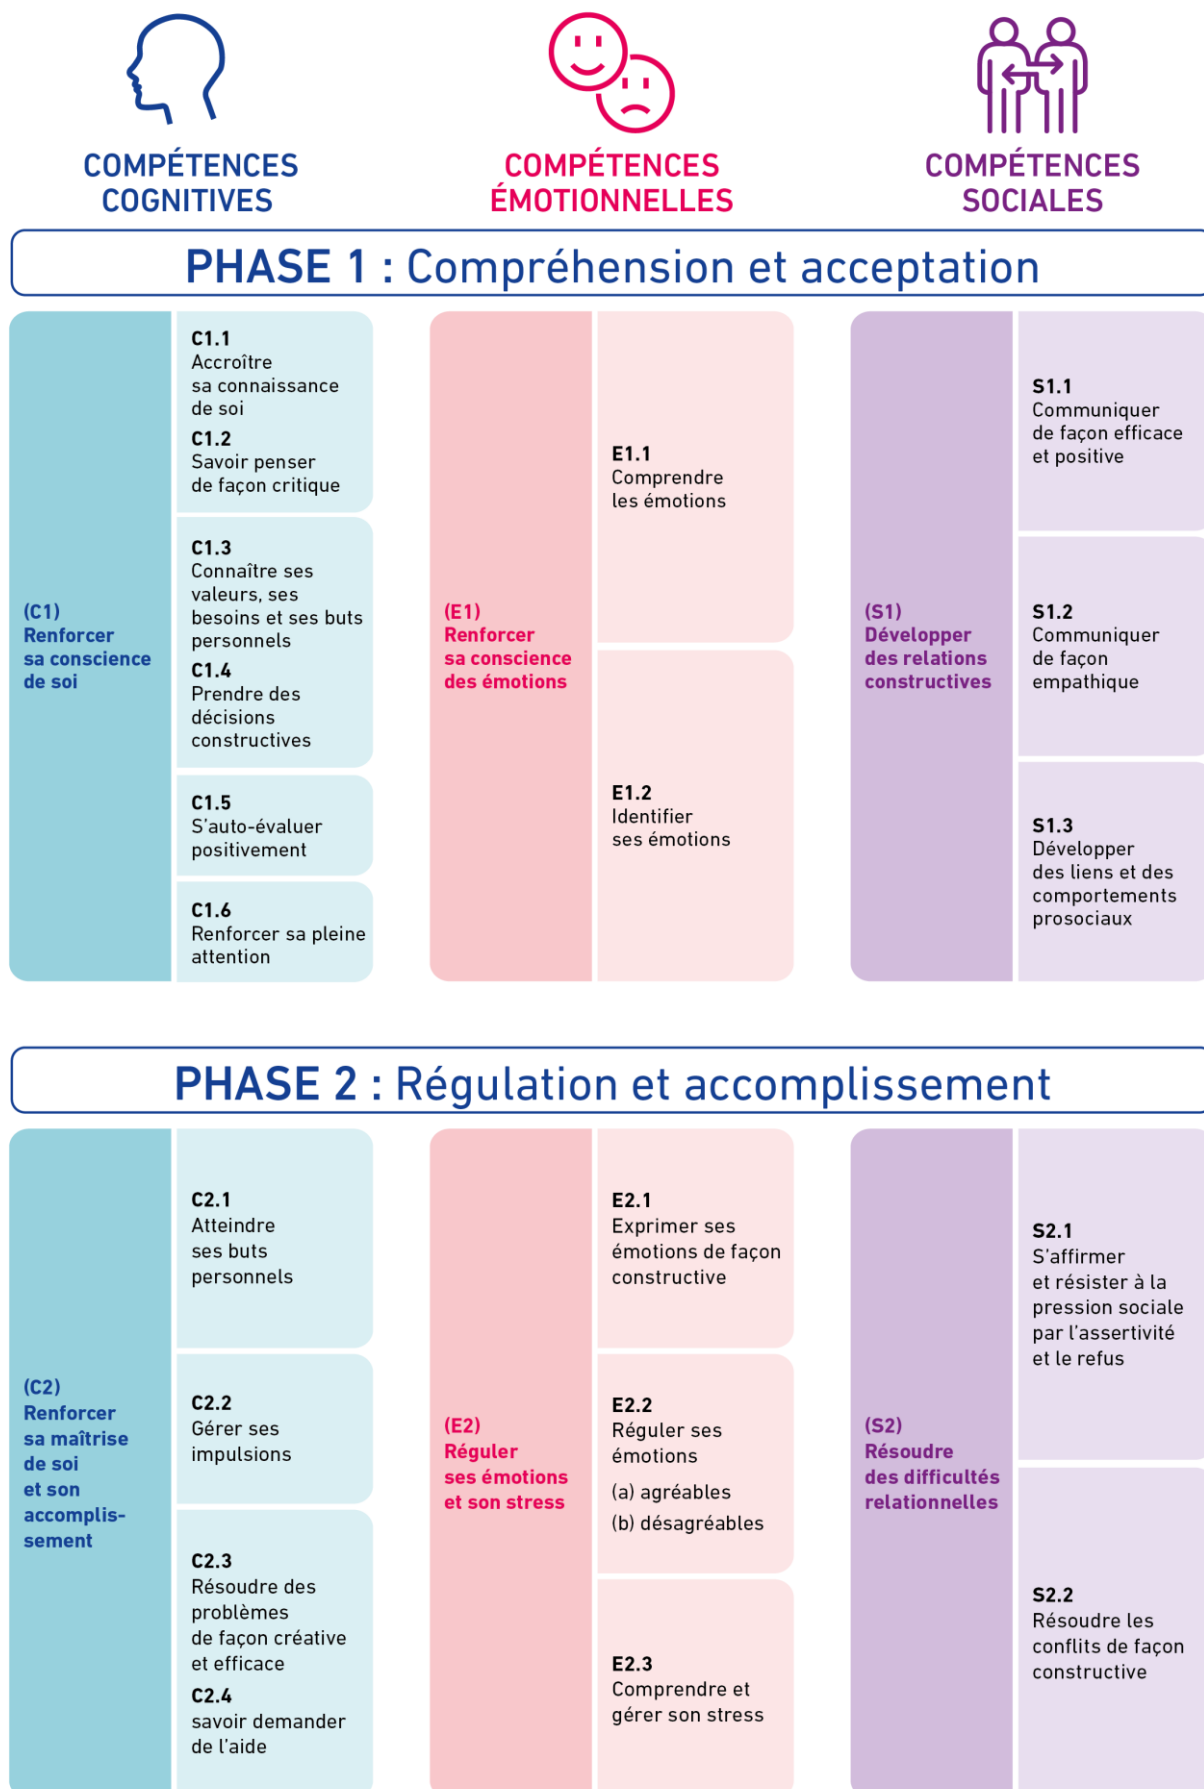 COMPÉTENCES
COGNITIVES
COMPÉTENCES
ÉMOTIONNELLES
COMPÉTENCES
SOCIALES
PHASE 1 : Compréhension et acceptation
(C1)
Renforcer
sa conscience
de soi
C1.1
Accroître
sa connaissance
de soi
C1.2
Savoir penser
de façon critique
C1.3
Connaître ses
valeurs, ses
besoins et ses buts
personnels
C1.4
Prendre des
décisions
constructives
C1.5
S'auto-évaluer
positivement
C1.6
Renforcer sa pleine
attention
(E1)
Renforcer
sa conscience
des émotions
E1.1
Comprendre
les émotions
E1.2
Identifier
ses émotions
(S1)
Développer
des relations
constructives
S1.1
Communiquer
de façon efficace
et positive
S1.2
Communiquer
de façon
empathique
S1.3
Développer
des liens et des
comportements
prosociaux
PHASE 2 : Régulation et accomplissement
(C2)
Renforcer
sa maîtrise
de soi
et son
accomplis-
sement
C2.1
Atteindre
ses buts
personnels
C2.2
Gérer ses
impulsions
C2.3
Résoudre des
problèmes
de façon créative
et efficace
C2.4
savoir demander
de l'aide
(E2)
Réguler
ses émotions
et son stress
E2.1
Exprimer ses
émotions de façon
constructive
E2.2
Réguler ses
émotions
(a) agréables
(b) désagréables
E2.3
Comprendre et
gérer son stress
(S2)
Résoudre
des difficultés
relationnelles
S2.1
S'affirmer
et résister à la
pression sociale
par l'assertivité
et le refus
S2.2
Résoudre les
conflits de façon
constructive